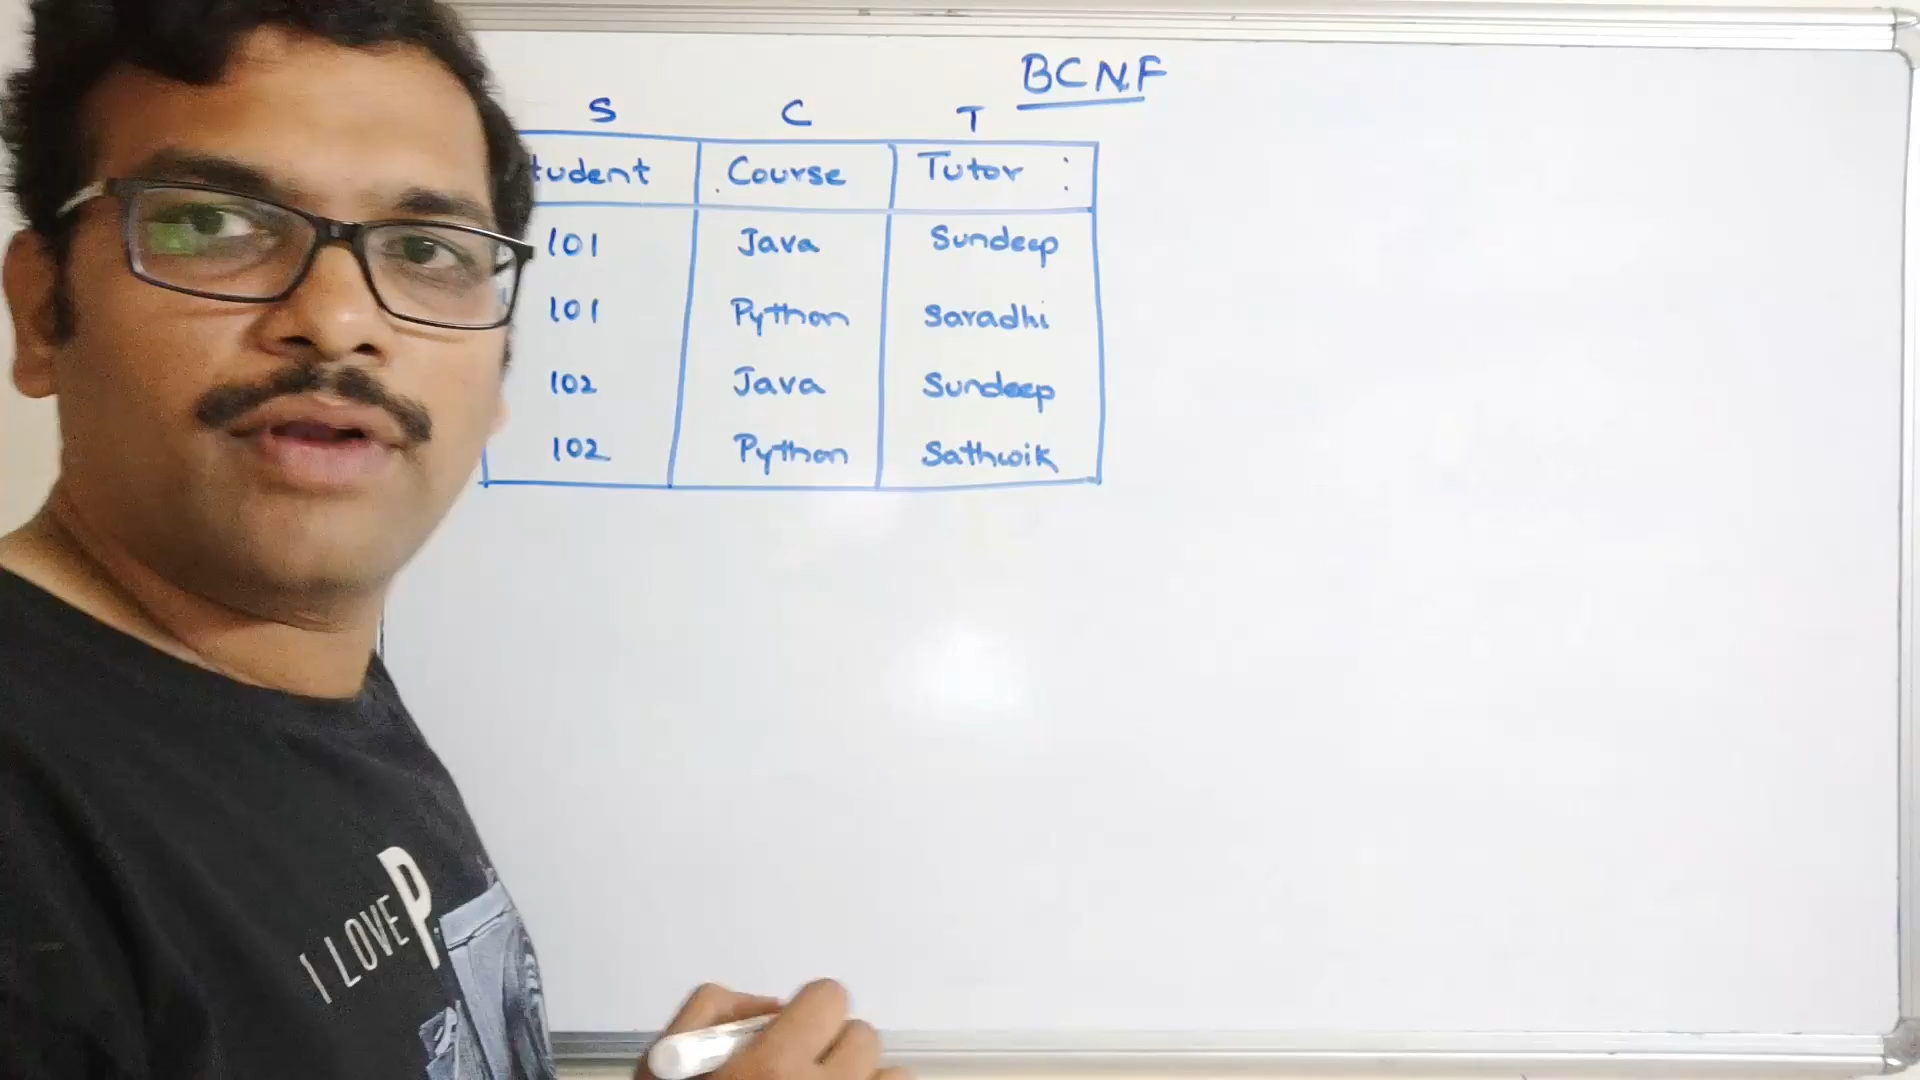 BCNF
S C T
tudent Course Tutor :
101 Java Sundeep
101 Python Saradhi
102 Java Sundeep
102 Python Sathwik
I LOVE P